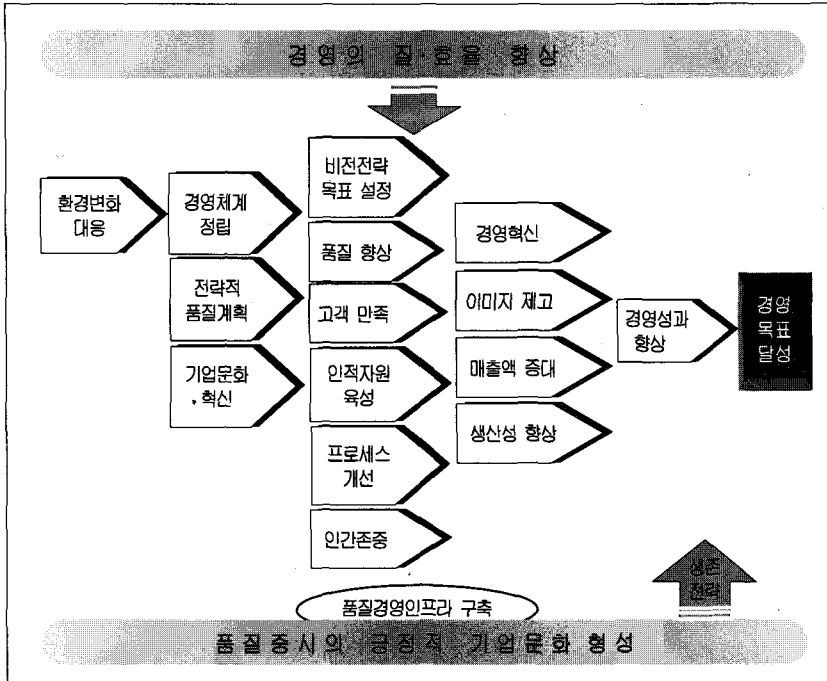 경영의 질·효율 향상
환경변화
대응
경영체계
정립
전략적
품질계획
기업문화
혁신
비전전략
목표 설정
품질 향상
고객 만족
인적자원
육성
프로세스
개선
인간존중
경영혁신
이미지 제고
매출액 증대
생산성 향상
경영성과
향상
경영
목표
달성
생존
전략
품질경영인프라 구축
품질중시의 긍정적 기업문화 형성